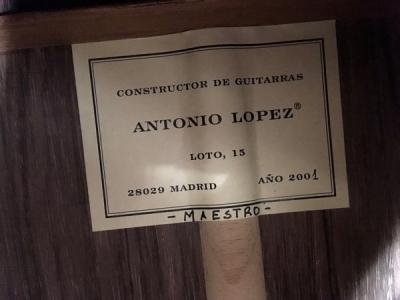 CONSTRUCTOR DE GUITARRAS
ANTONIO LOPEZ®
LOTO, 15
28029 MADRID AÑO 2001
- MAESTRO -